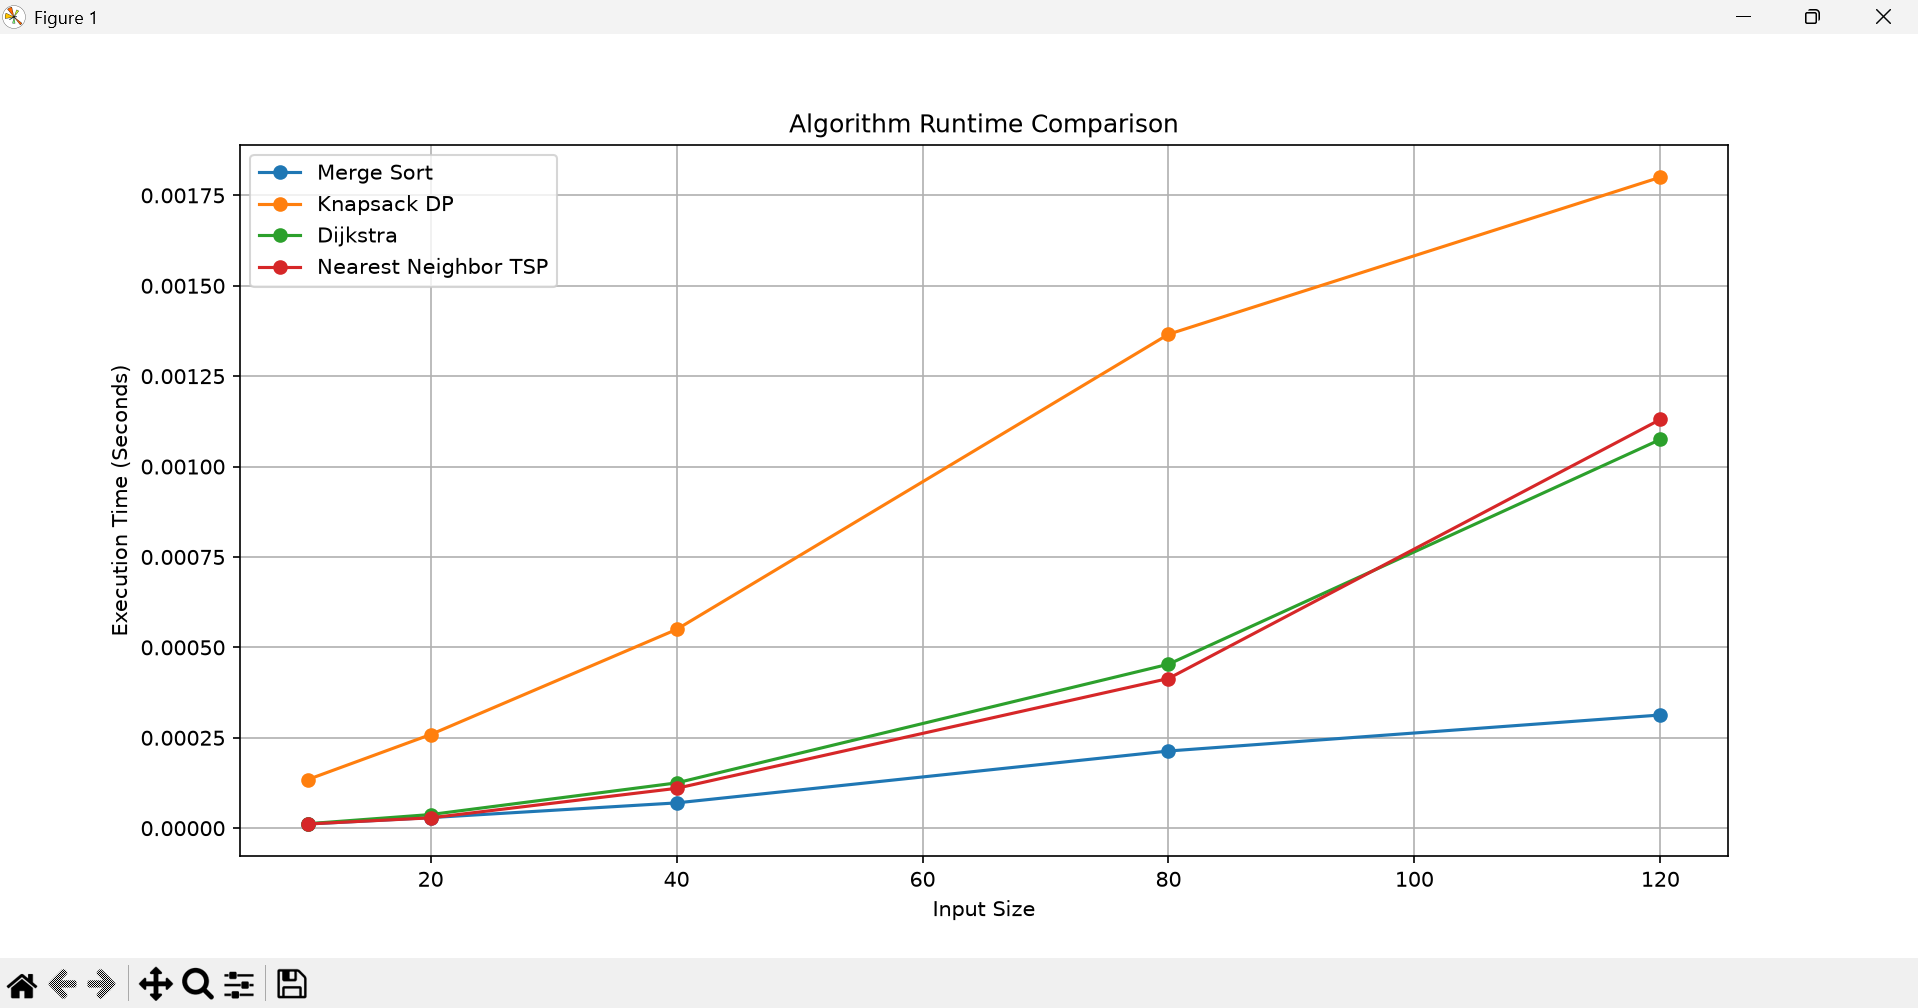 Figure 1
Algorithm Runtime Comparison
Merge Sort
Knapsack DP
Dijkstra
Nearest Neighbor TSP
0.00175
0.00150
0.00125
0.00100
0.00075
0.00050
0.00025
0.00000
Execution Time (Seconds)
20 40 60 80 100 120
Input Size